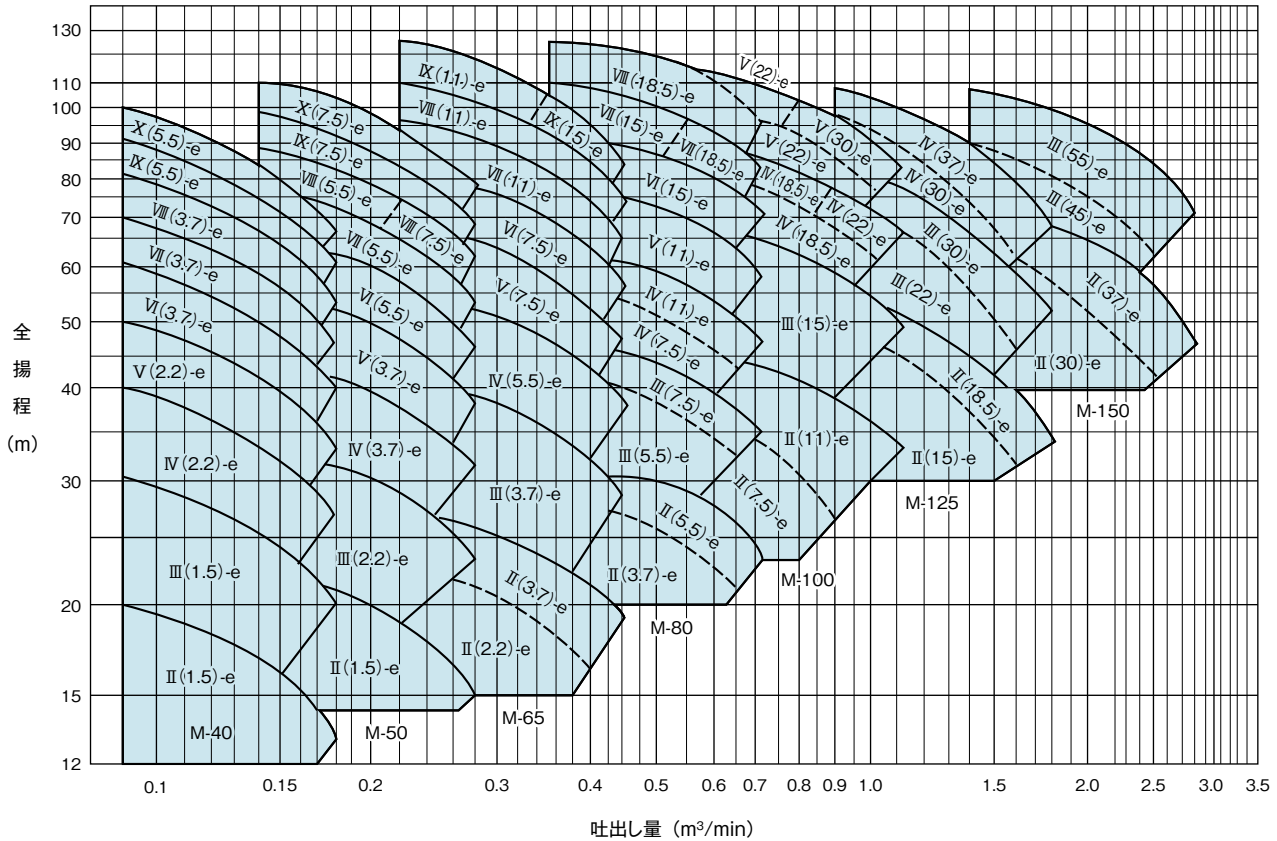 130
110
100
90
80
70
60
50
40
30
20
15
12
全
揚
程
(m)
Ⅹ(5.5)-e
Ⅸ(5.5)-e
Ⅷ(3.7)-e
Ⅶ(3.7)-e
Ⅵ(3.7)-e
Ⅴ(2.2)-e
Ⅳ(2.2)-e
Ⅲ(1.5)-e
Ⅱ(1.5)-e
M-40
Ⅹ(7.5)-e
Ⅸ(7.5)-e
Ⅷ(5.5)-e
Ⅷ(7.5)-e
Ⅶ(5.5)-e
Ⅵ(5.5)-e
Ⅴ(3.7)-e
Ⅳ(3.7)-e
Ⅲ(2.2)-e
Ⅱ(1.5)-e
M-50
Ⅸ(11)-e
Ⅸ(15)-e
Ⅷ(11)-e
Ⅶ(11)-e
Ⅵ(7.5)-e
Ⅴ(7.5)-e
Ⅳ(5.5)-e
Ⅲ(3.7)-e
Ⅱ(3.7)-e
Ⅱ(2.2)-e
M-65
Ⅷ(18.5)-e
Ⅶ(15)-e
Ⅶ(18.5)-e
Ⅵ(15)-e
Ⅴ(11)-e
Ⅳ(11)-e
Ⅳ(7.5)-e
Ⅲ(7.5)-e
Ⅲ(5.5)-e
Ⅱ(5.5)-e
Ⅱ(3.7)-e
M-80
Ⅴ(22)-e
Ⅴ(30)-e
Ⅴ(22)-e
Ⅳ(18.5)-e
Ⅳ(22)-e
Ⅳ(18.5)-e
Ⅲ(15)-e
Ⅱ(11)-e
Ⅱ(7.5)-e
M-100
Ⅳ(37)-e
Ⅳ(30)-e
Ⅲ(30)-e
Ⅲ(22)-e
Ⅱ(18.5)-e
Ⅱ(15)-e
M-125
Ⅲ(55)-e
Ⅲ(45)-e
Ⅱ(37)-e
Ⅱ(30)-e
M-150
0.1 0.15 0.2 0.3 0.4 0.5 0.6 0.7 0.8 0.9 1.0 1.5 2.0 2.5 3.0 3.5
吐出し量 (m³/min)